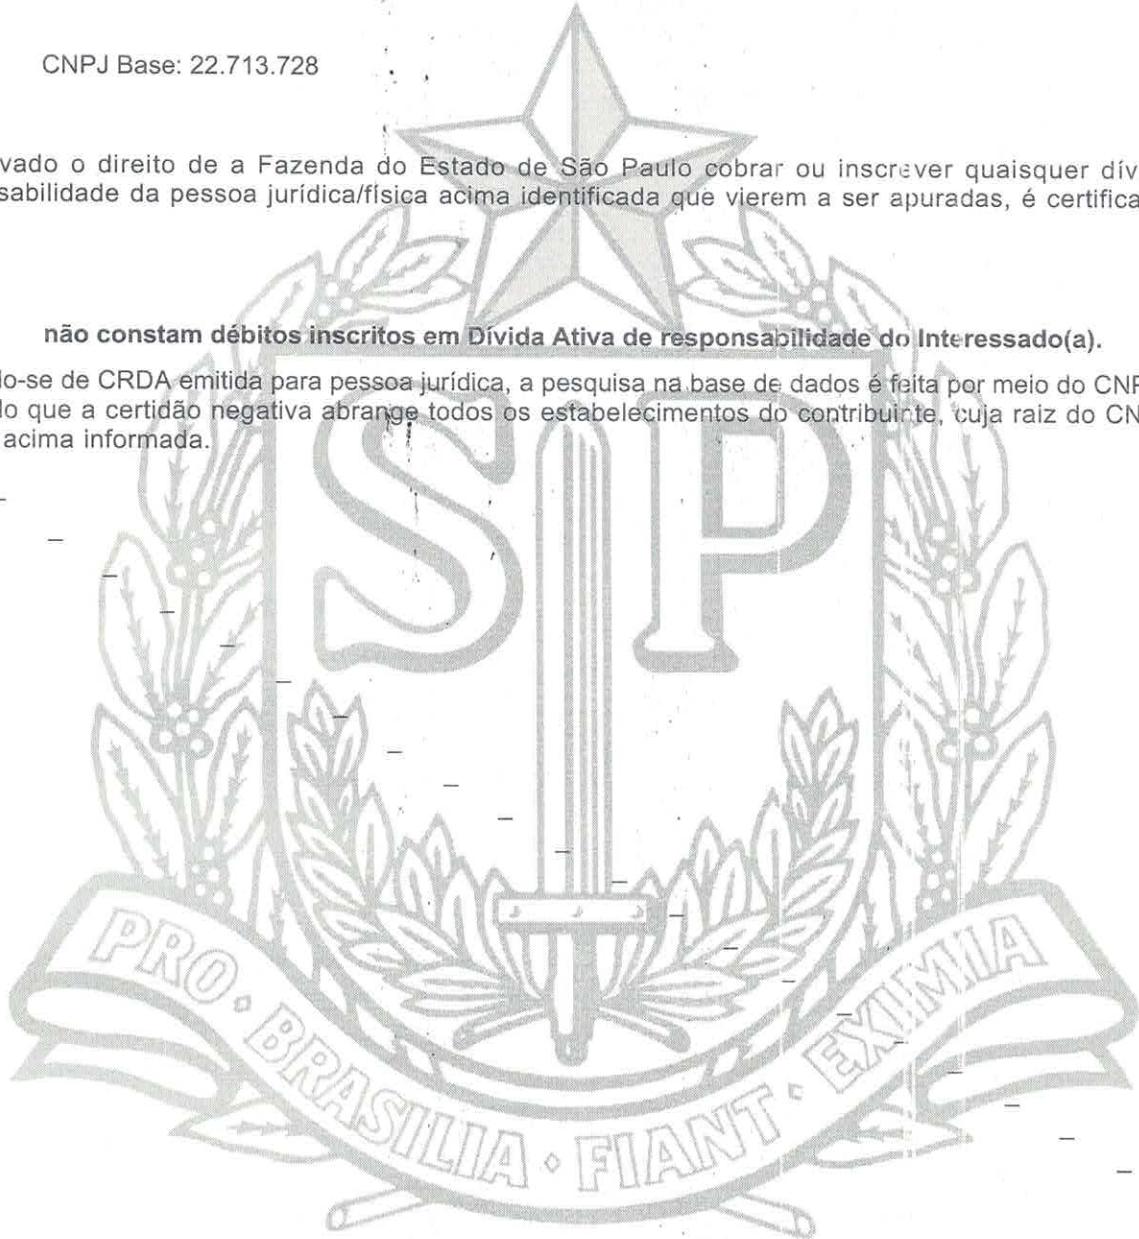 CNPJ Base: 22.713.728
vado o direito de a Fazenda do Estado de São Paulo cobrar ou inscrever quaisquer dív
sabilidade da pessoa jurídica/física acima identificada que vierem a ser apuradas, é certifica
não constam débitos inscritos em Dívida Ativa de responsabilidade do Interessado(a).
do-se de CRDA emitida para pessoa jurídica, a pesquisa na base de dados é feita por meio do CNP
do que a certidão negativa abrange todos os estabelecimentos do contribuinte, cuja raiz do CN
acima informada.
SP
PRO · BRASILIA · FIANT · EXIMIA